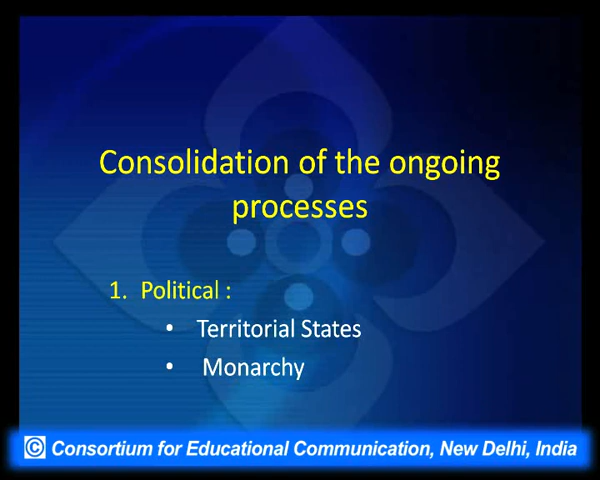 Consolidation of the ongoing
processes
1. Political :
• Territorial States
• Monarchy
© Consortium for Educational Communication, New Delhi, India